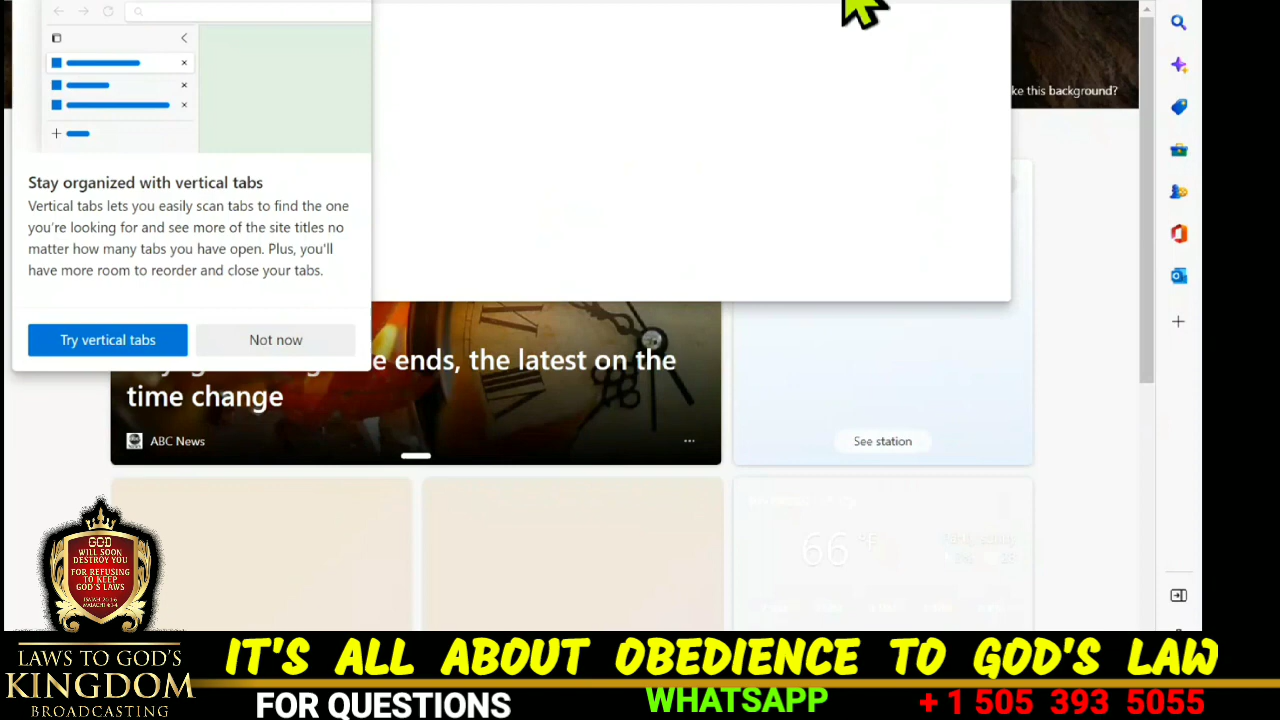 ke this background?
Stay organized with vertical tabs
Vertical tabs lets you easily scan tabs to find the one
you're looking for and see more of the site titles no
matter how many tabs you have open. Plus, you'll
have more room to reorder and close your tabs.
Try vertical tabs
Not now
e ends, the latest on the
time change
ABC News
See station
66 °F
GOD
WILL SOON
DESTROY YOU
FOR REFUSING
TO KEEP
GOD'S LAWS
LAWS TO GOD'S
KINGDOM
BROADCASTING
IT'S ALL ABOUT OBEDIENCE TO GOD'S LAW
FOR QUESTIONS
WHATSAPP
+ 1 505 393 5055